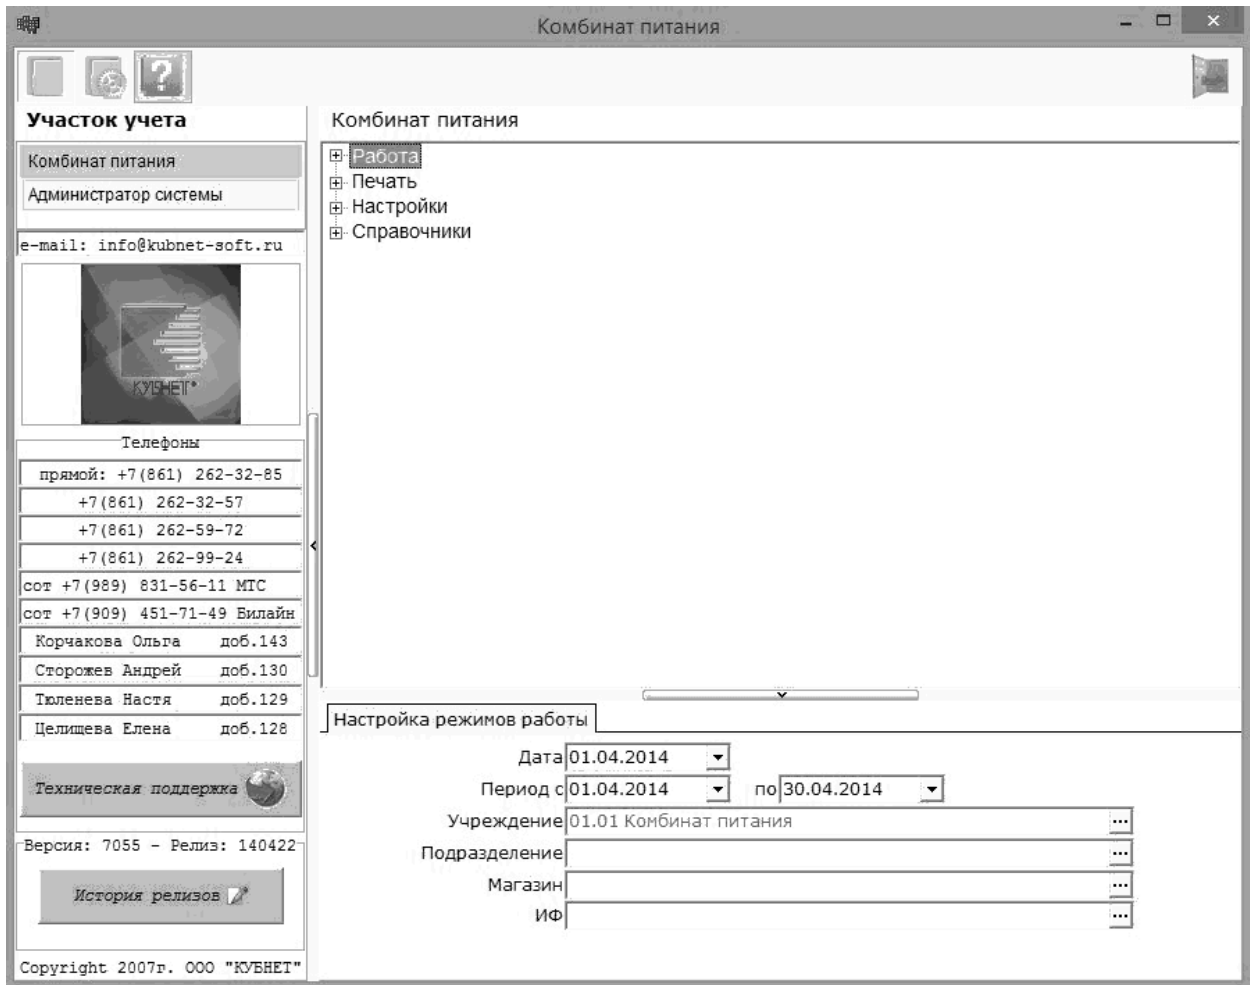 Комбинат питания
Участок учета
Комбинат питания
Администратор системы
e-mail: info@kubnet-soft.ru
КУБНЕТ®
Телефоны
прямой: +7(861) 262-32-85
+7(861) 262-32-57
+7(861) 262-59-72
+7(861) 262-99-24
сот +7(989) 831-56-11 МТС
сот +7(909) 451-71-49 Билайн
Корчакова Ольга доб.143
Сторожев Андрей доб.130
Тюленева Настя доб.129
Целищева Елена доб.128
Техническая поддержка
Версия: 7055 - Релиз: 140422
История релизов
Copyright 2007г. ООО "КУБНЕТ"
Комбинат питания
Работа
Печать
Настройки
Справочники
Настройка режимов работы
Дата 01.04.2014
Период с 01.04.2014 по 30.04.2014
Учреждение 01.01 Комбинат питания ...
Подразделение ...
Магазин ...
ИФ ...